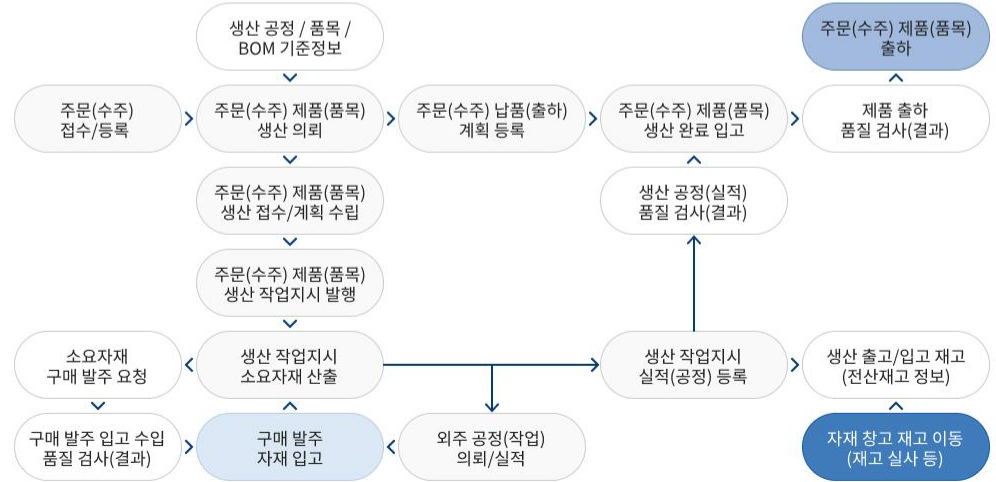 생산 공정 / 품목 /
BOM 기준정보
주문(수주) 제품(품목)
출하
주문(수주)
접수/등록
주문(수주) 제품(품목)
생산 의뢰
주문(수주) 납품(출하)
계획 등록
주문(수주) 제품(품목)
생산 완료 입고
제품 출하
품질 검사(결과)
주문(수주) 제품(품목)
생산 접수/계획 수립
생산 공정(실적)
품질 검사(결과)
주문(수주) 제품(품목)
생산 작업지시 발행
소요자재
구매 발주 요청
생산 작업지시
소요자재 산출
생산 작업지시
실적(공정) 등록
생산 출고/입고 재고
(전산재고 정보)
구매 발주 입고 수입
품질 검사(결과)
구매 발주
자재 입고
외주 공정(작업)
의뢰/실적
자재 창고 재고 이동
(재고 실사 등)